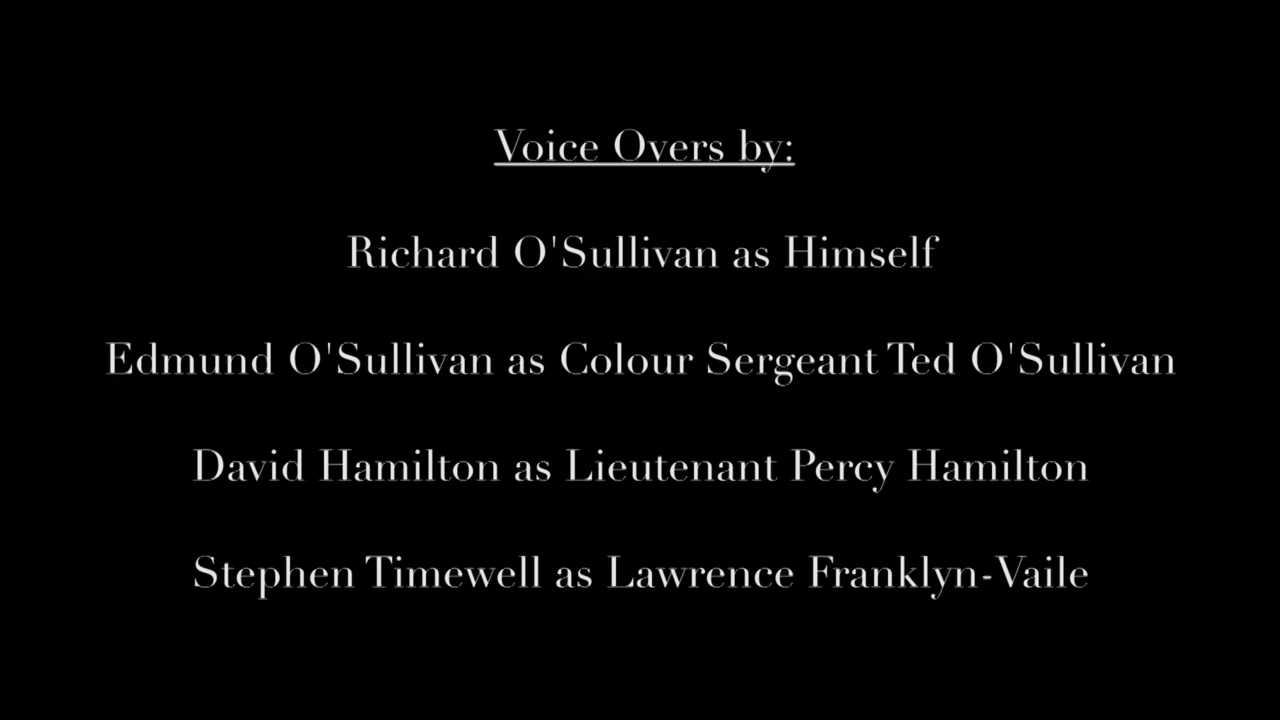 Voice Overs by:
Richard O'Sullivan as Himself
Edmund O'Sullivan as Colour Sergeant Ted O'Sullivan
David Hamilton as Lieutenant Percy Hamilton
Stephen Timewell as Lawrence Franklyn-Vaile